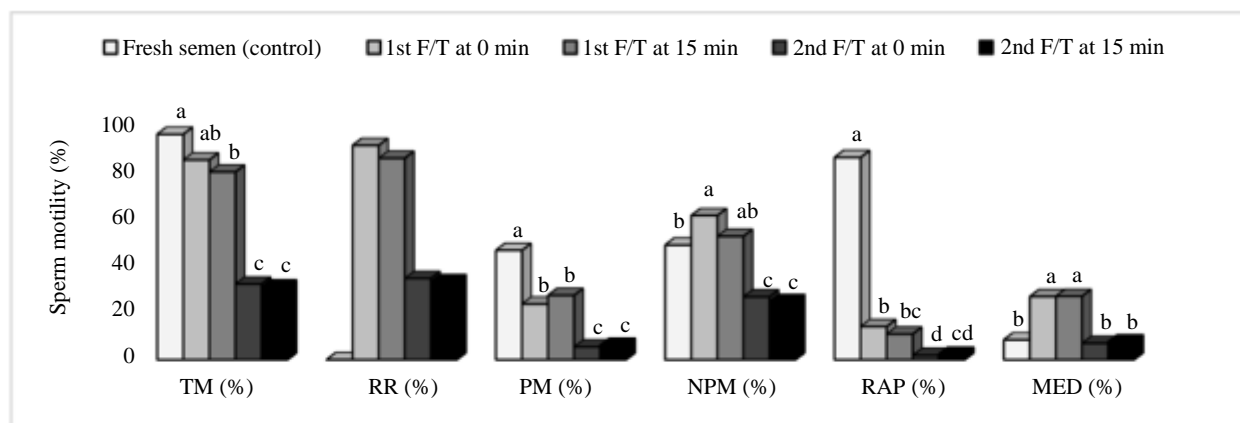 Fresh semen (control) 1st F/T at 0 min 1st F/T at 15 min 2nd F/T at 0 min 2nd F/T at 15 min
Sperm motility (%)
100
80
60
40
20
0
a ab b c c
a b b c c
b a ab c c
a b bc d cd
b a a b b
TM (%) RR (%) PM (%) NPM (%) RAP (%) MED (%)